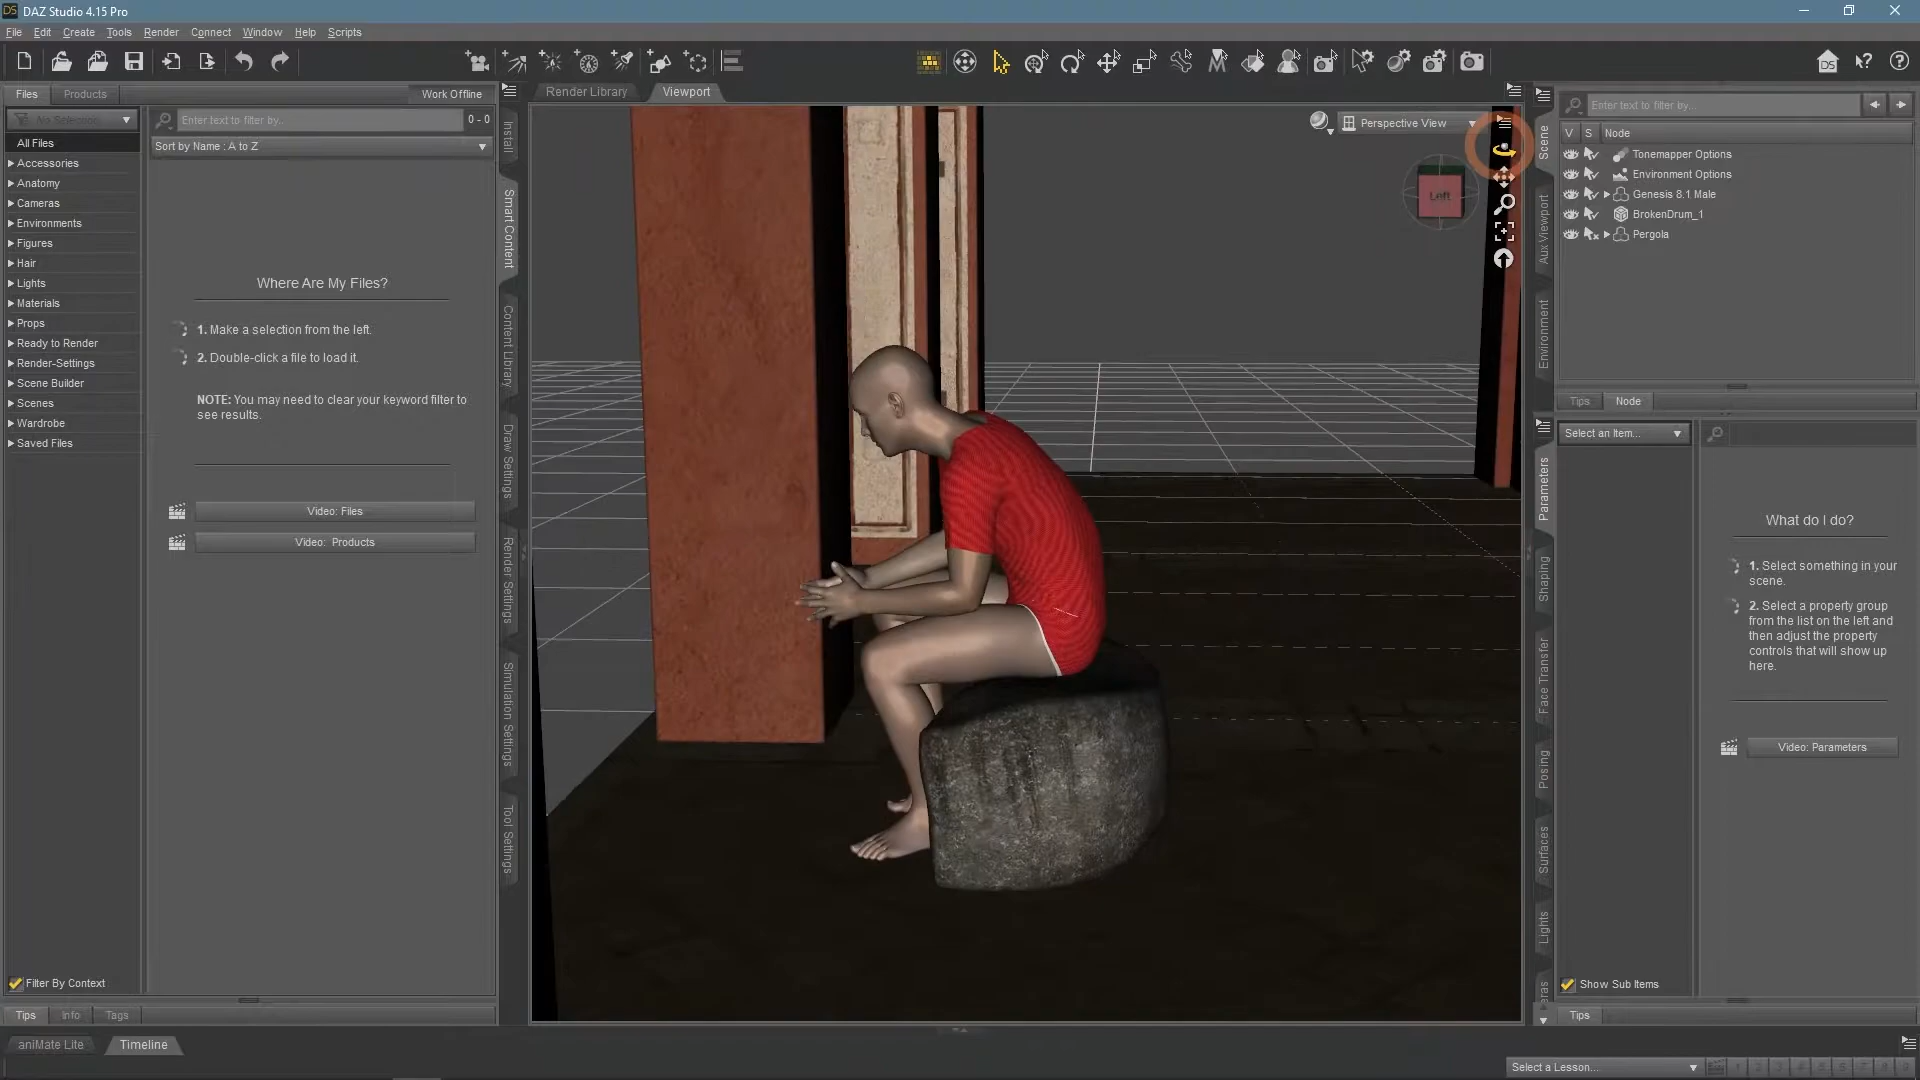 DS DAZ Studio 4.15 Pro
File Edit Create Tools Render Connect Window Help Scripts
Files Products Work Offline
Render Library Viewport
No Selection
Enter text to filter by... 0 - 0
Sort by Name : A to Z
All Files
Accessories
Anatomy
Cameras
Environments
Figures
Hair
Lights
Materials
Props
Ready to Render
Render-Settings
Scene Builder
Scenes
Wardrobe
Saved Files
Filter By Context
Where Are My Files?
1. Make a selection from the left.
2. Double-click a file to load it.
NOTE: You may need to clear your keyword filter to
see results.
Video: Files
Video: Products
Install
Smart Content
Content Library
Draw Settings
Render Settings
Simulation Settings
Tool Settings
Perspective View
Left
DS
Scene
Aux Viewport
Environment
Enter text to filter by...
V S Node
Tonemapper Options
Environment Options
Genesis 8.1 Male
BrokenDrum_1
Pergola
Tips Node
Select an Item...
Parameters
Shaping
Face Transfer
Posing
Surfaces
Lights
What do I do?
1. Select something in your
scene.
2. Select a property group
from the list on the left and
then adjust the property
controls that will show up
here.
Video: Parameters
Show Sub Items
Tips
Tips Info Tags
aniMate Lite Timeline
Select a Lesson...